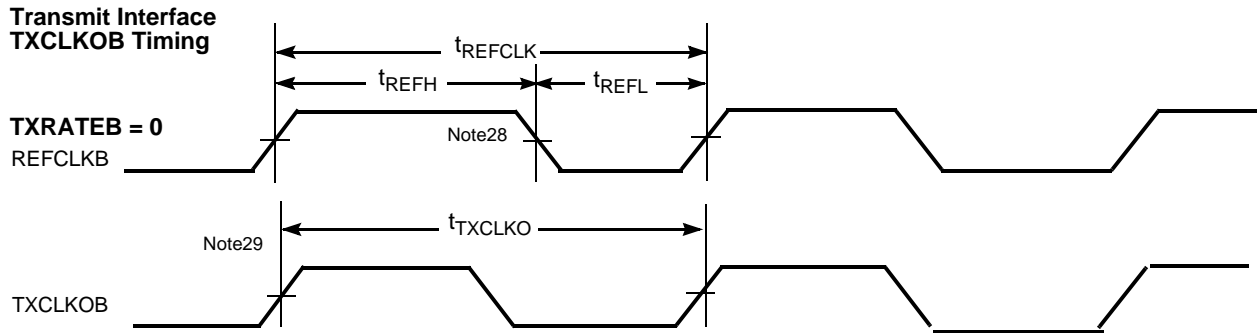 Transmit Interface
TXCLKOB Timing
tREFCLK
tREFH
tREFL
TXRATEB = 0
REFCLKB
Note28
tTXCLKO
Note29
TXCLKOB